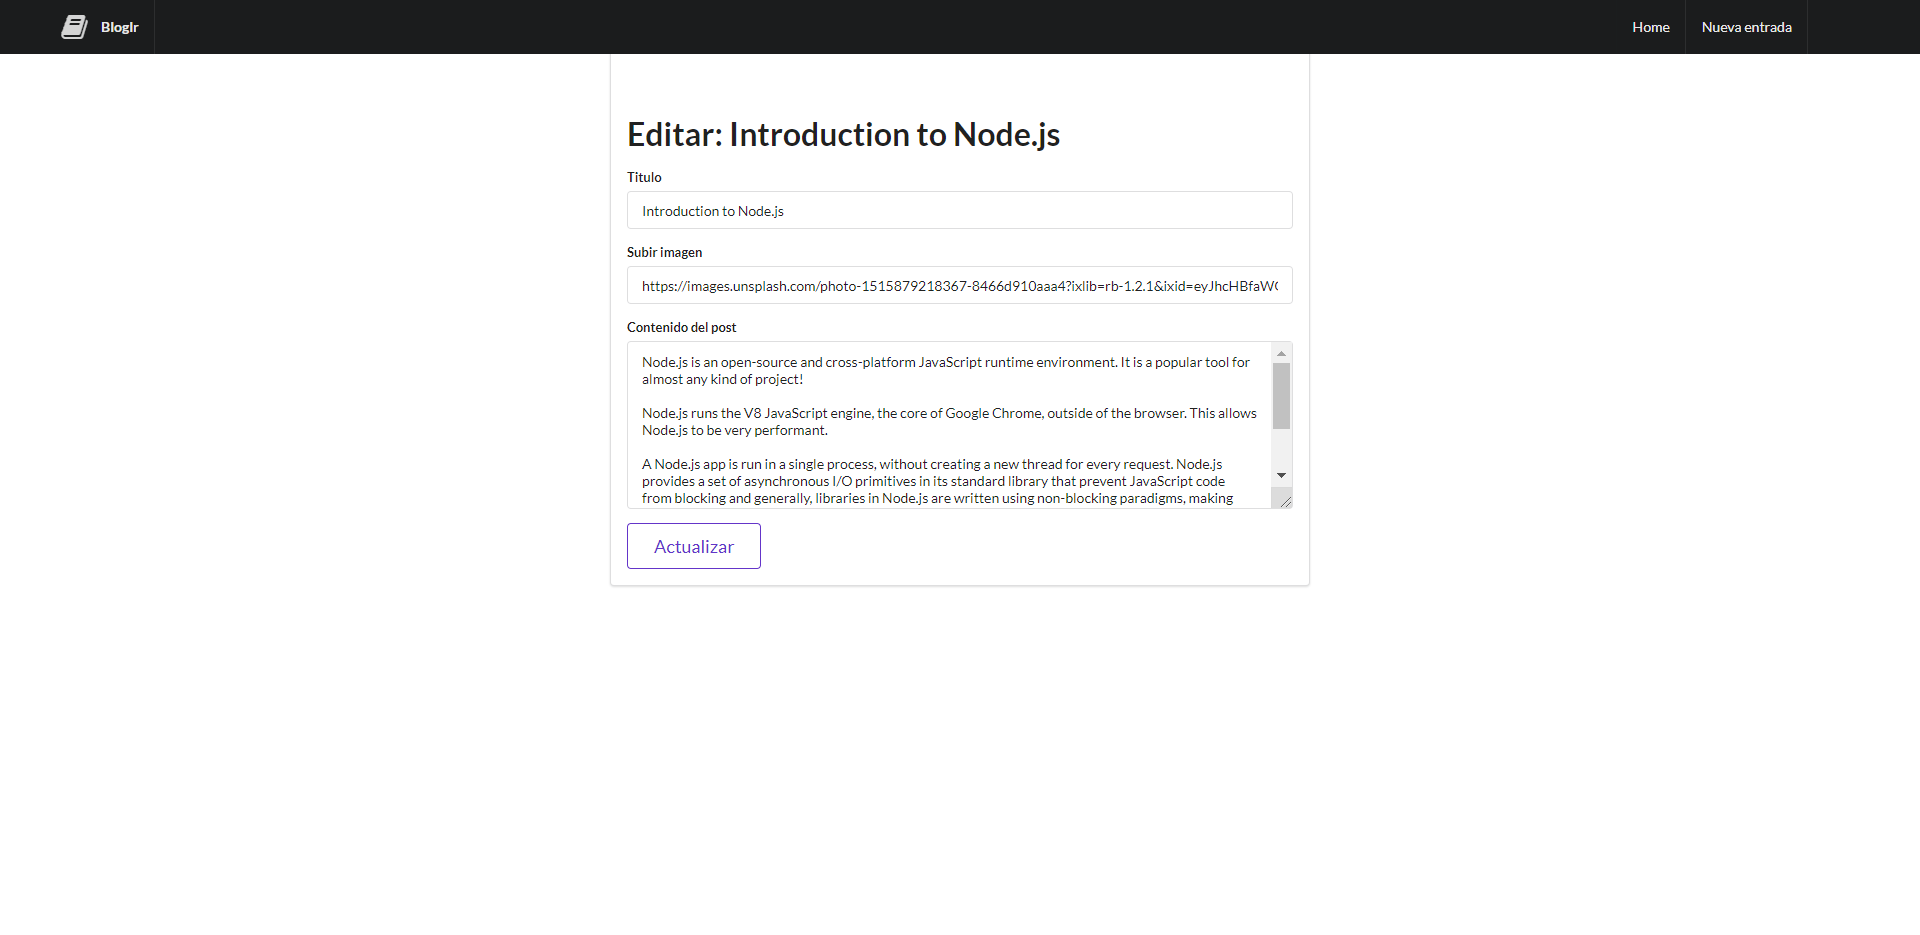 Bloglr
Home
Nueva entrada
Editar: Introduction to Node.js
Titulo
Introduction to Node.js
Subir imagen
https://images.unsplash.com/photo-1515879218367-8466d910aaa4?ixlib=rb-1.2.1&ixid=eyJhcHBfaWQ
Contenido del post
Node.js is an open-source and cross-platform JavaScript runtime environment. It is a popular tool for
almost any kind of project!
Node.js runs the V8 JavaScript engine, the core of Google Chrome, outside of the browser. This allows
Node.js to be very performant.
A Node.js app is run in a single process, without creating a new thread for every request. Node.js
provides a set of asynchronous I/O primitives in its standard library that prevent JavaScript code
from blocking and generally, libraries in Node.js are written using non-blocking paradigms, making
Actualizar